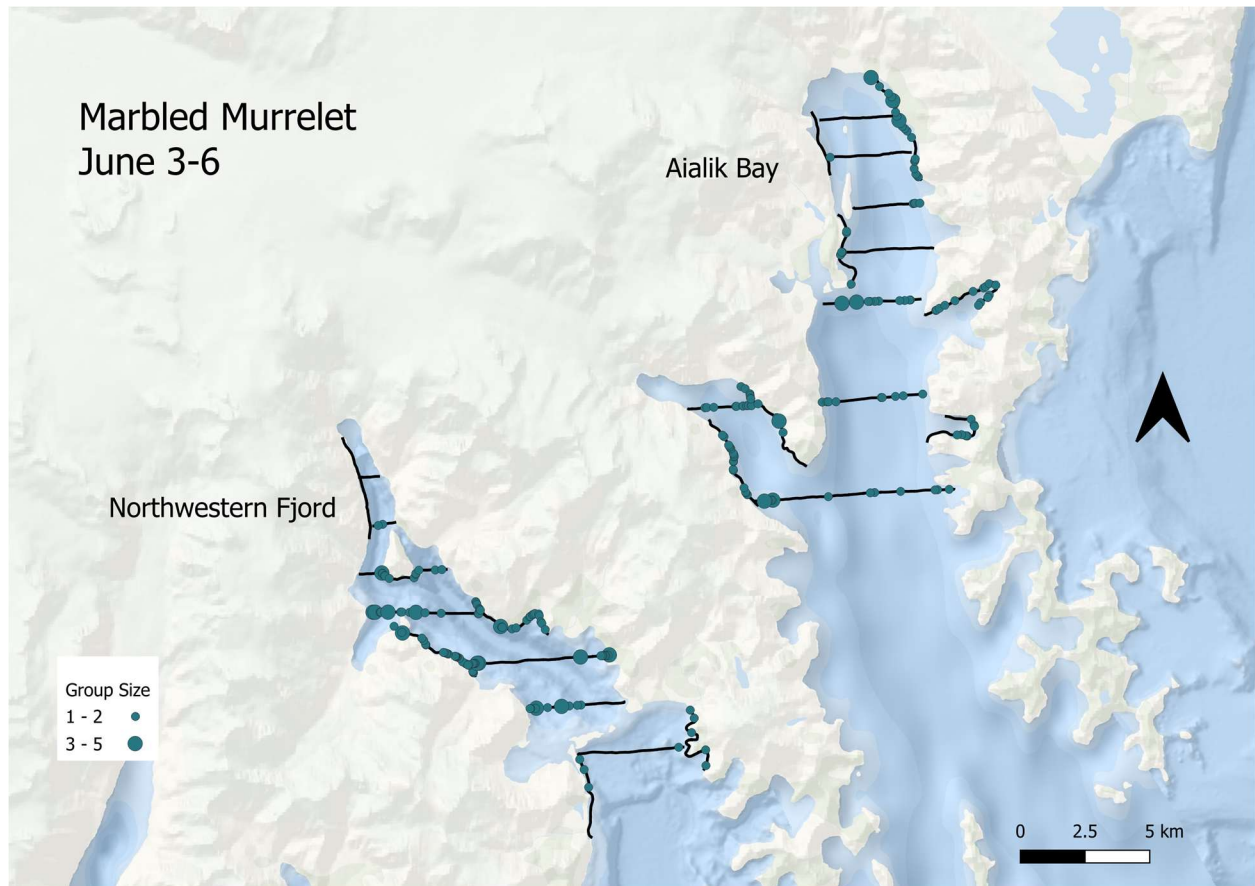 Marbled Murrelet
June 3-6
Aialik Bay
Northwestern Fjord
Group Size
1 - 2
3 - 5
0 2.5 5 km